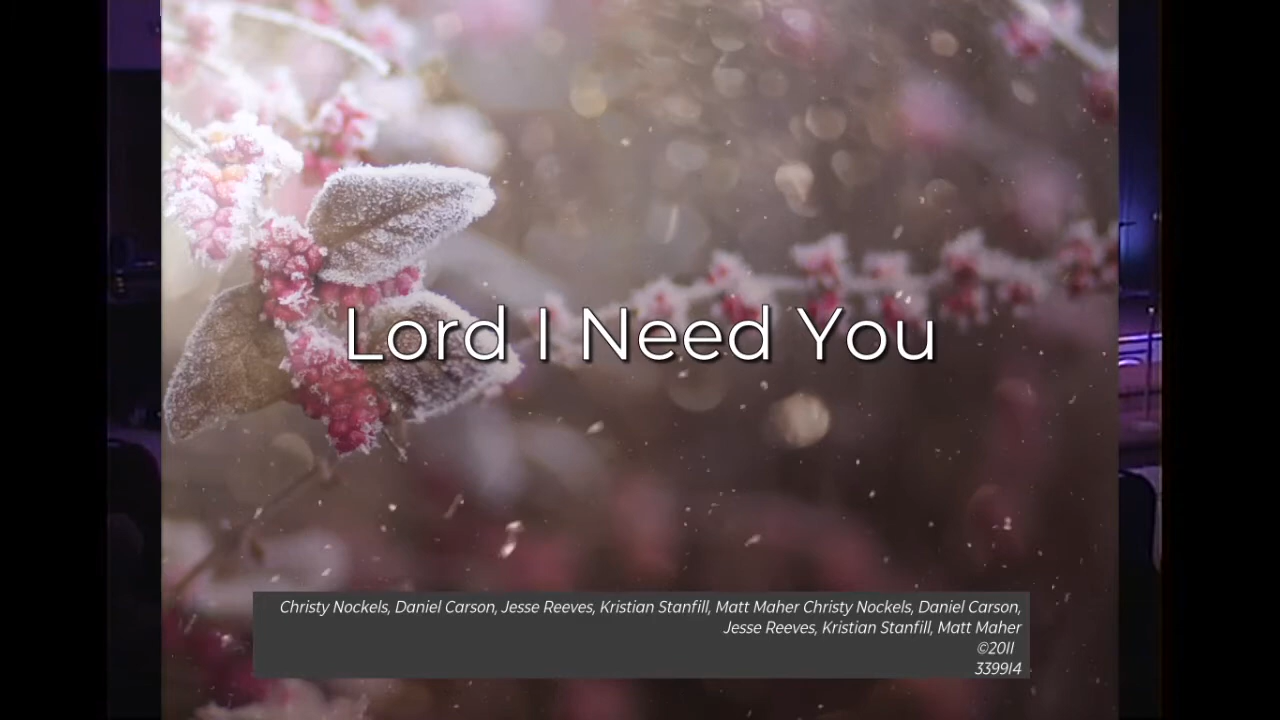 Lord I Need You
Christy Nockels, Daniel Carson, Jesse Reeves, Kristian Stanfill, Matt Maher Christy Nockels, Daniel Carson,
Jesse Reeves, Kristian Stanfill, Matt Maher
©2011
339914